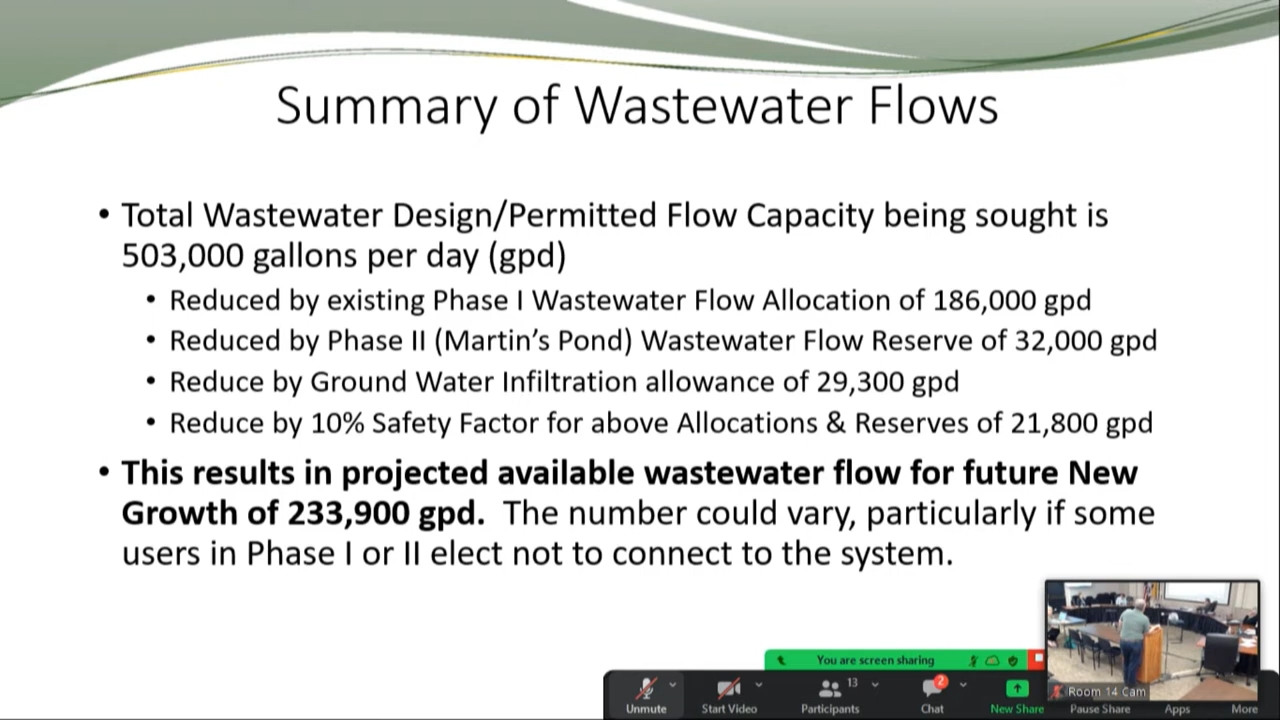 Summary of Wastewater Flows
• Total Wastewater Design/Permitted Flow Capacity being sought is
503,000 gallons per day (gpd)
• Reduced by existing Phase I Wastewater Flow Allocation of 186,000 gpd
• Reduced by Phase II (Martin's Pond) Wastewater Flow Reserve of 32,000 gpd
• Reduce by Ground Water Infiltration allowance of 29,300 gpd
• Reduce by 10% Safety Factor for above Allocations & Reserves of 21,800 gpd
• This results in projected available wastewater flow for future New
Growth of 233,900 gpd. The number could vary, particularly if some
users in Phase I or II elect not to connect to the system.
You are screen sharing
Room 14 Cam
13
2
Unmute
Start Video
Participants
Chat
New Share
Pause Share
Apps
More